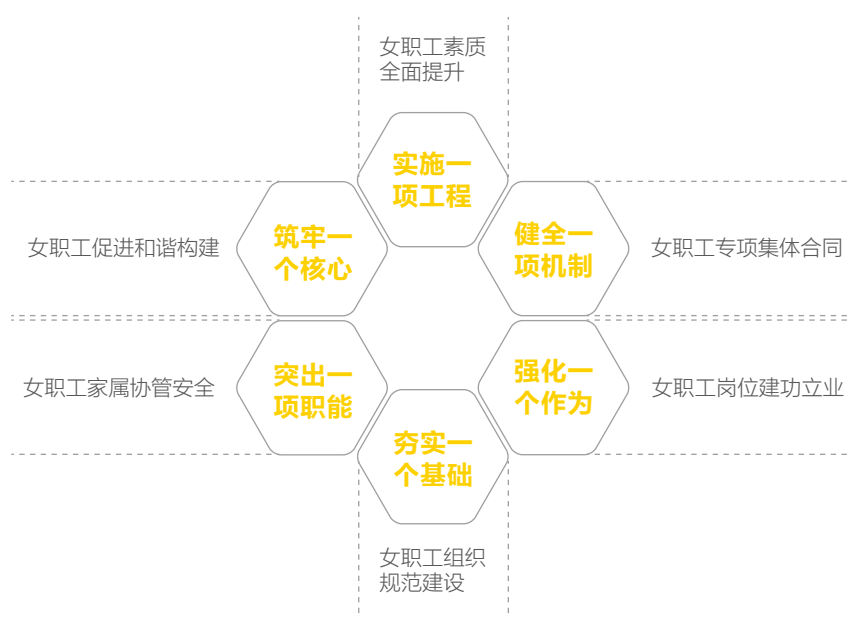 女职工素质
全面提升
实施一
项工程
筑牢一
个核心
健全一
项机制
女职工促进和谐构建
女职工专项集体合同
突出一
项职能
强化一
个作为
女职工家属协管安全
女职工岗位建功立业
夯实一
个基础
女职工组织
规范建设